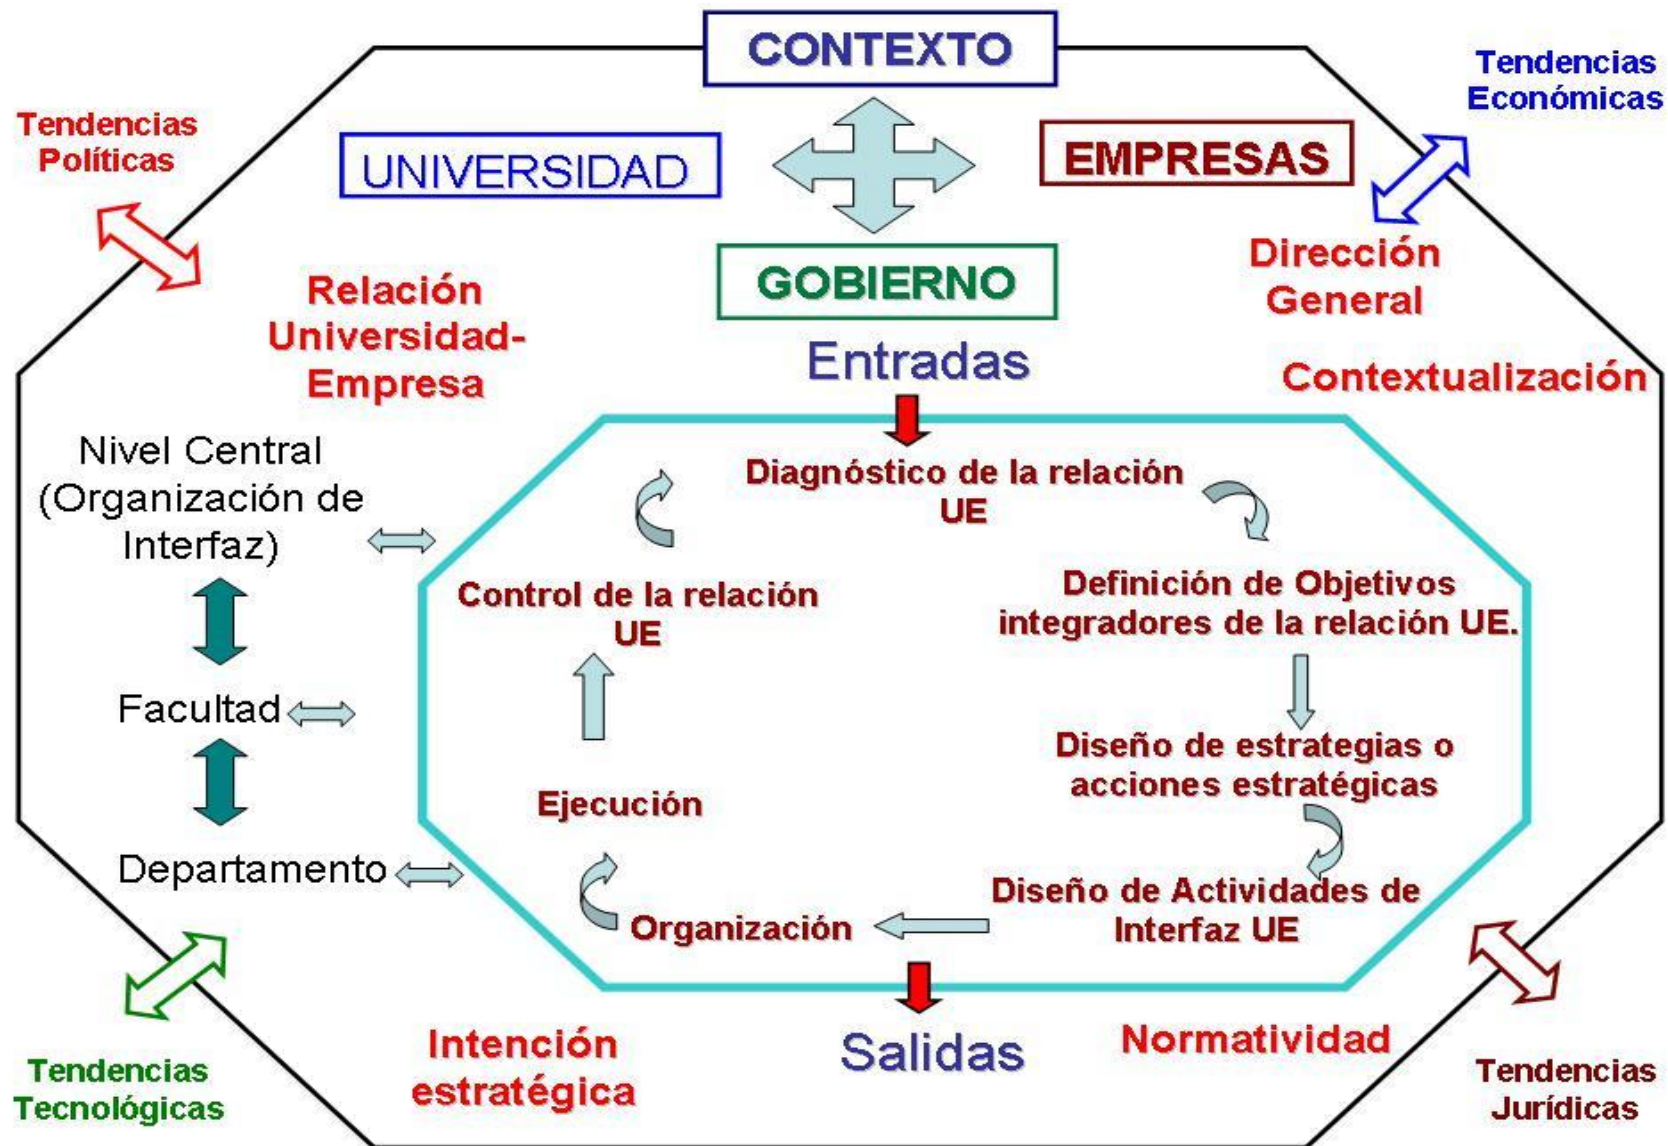 CONTEXTO
Tendencias
Económicas
Tendencias
Políticas
UNIVERSIDAD
EMPRESAS
GOBIERNO
Dirección
General
Relación
Universidad-
Empresa
Entradas
Contextualización
Nivel Central
(Organización de
Interfaz)
Diagnóstico de la relación
UE
Definición de Objetivos
integradores de la relación UE.
Control de la relación
UE
Facultad
Diseño de estrategias o
acciones estratégicas
Ejecución
Departamento
Diseño de Actividades de
Interfaz UE
Organización
Intención
estratégica
Salidas
Normatividad
Tendencias
Tecnológicas
Tendencias
Jurídicas